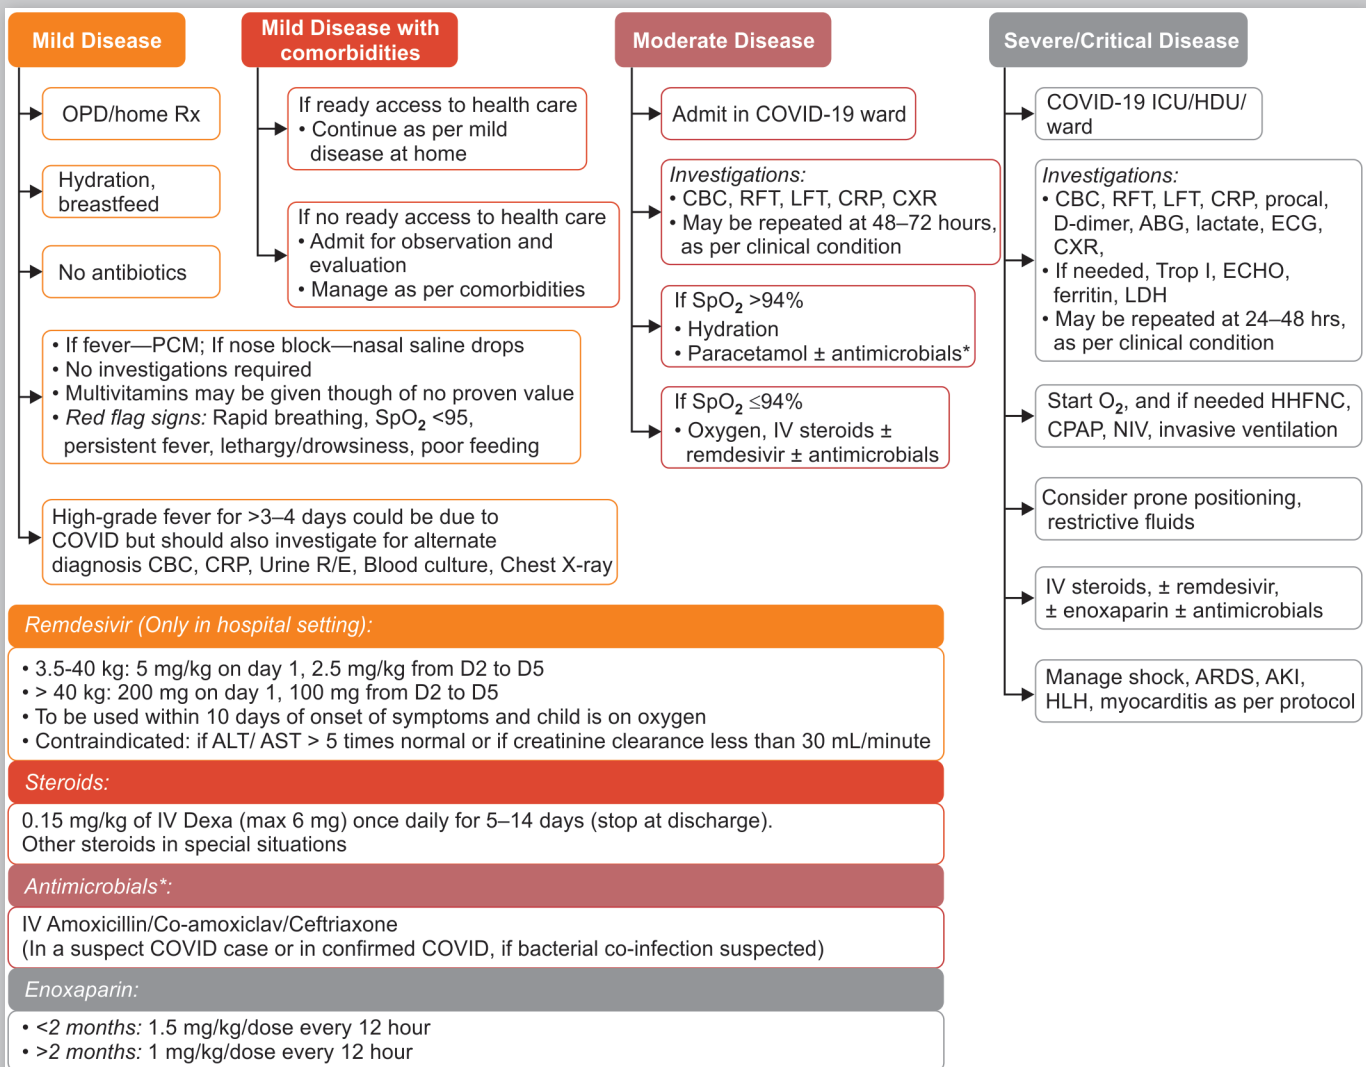 Mild Disease
OPD/home Rx
Hydration,
breastfeed
No antibiotics
• If fever—PCM; If nose block—nasal saline drops
• No investigations required
• Multivitamins may be given though of no proven value
• Red flag signs: Rapid breathing, SpO₂ <95,
persistent fever, lethargy/drowsiness, poor feeding
High-grade fever for >3–4 days could be due to
COVID but should also investigate for alternate
diagnosis CBC, CRP, Urine R/E, Blood culture, Chest X-ray
Mild Disease with
comorbidities
If ready access to health care
• Continue as per mild
disease at home
If no ready access to health care
• Admit for observation and
evaluation
• Manage as per comorbidities
Moderate Disease
Admit in COVID-19 ward
Investigations:
• CBC, RFT, LFT, CRP, CXR
• May be repeated at 48–72 hours,
as per clinical condition
If SpO₂ >94%
• Hydration
• Paracetamol ± antimicrobials*
If SpO₂ ≤94%
• Oxygen, IV steroids ±
remdesivir ± antimicrobials
Severe/Critical Disease
COVID-19 ICU/HDU/
ward
Investigations:
• CBC, RFT, LFT, CRP, procal,
D-dimer, ABG, lactate, ECG,
CXR,
• If needed, Trop I, ECHO,
ferritin, LDH
• May be repeated at 24–48 hrs,
as per clinical condition
Start O₂, and if needed HHFNC,
CPAP, NIV, invasive ventilation
Consider prone positioning,
restrictive fluids
IV steroids, ± remdesivir,
± enoxaparin ± antimicrobials
Manage shock, ARDS, AKI,
HLH, myocarditis as per protocol
Remdesivir (Only in hospital setting):
• 3.5-40 kg: 5 mg/kg on day 1, 2.5 mg/kg from D2 to D5
• > 40 kg: 200 mg on day 1, 100 mg from D2 to D5
• To be used within 10 days of onset of symptoms and child is on oxygen
• Contraindicated: if ALT/ AST > 5 times normal or if creatinine clearance less than 30 mL/minute
Steroids:
0.15 mg/kg of IV Dexa (max 6 mg) once daily for 5–14 days (stop at discharge).
Other steroids in special situations
Antimicrobials*:
IV Amoxicillin/Co-amoxiclav/Ceftriaxone
(In a suspect COVID case or in confirmed COVID, if bacterial co-infection suspected)
Enoxaparin:
• <2 months: 1.5 mg/kg/dose every 12 hour
• >2 months: 1 mg/kg/dose every 12 hour